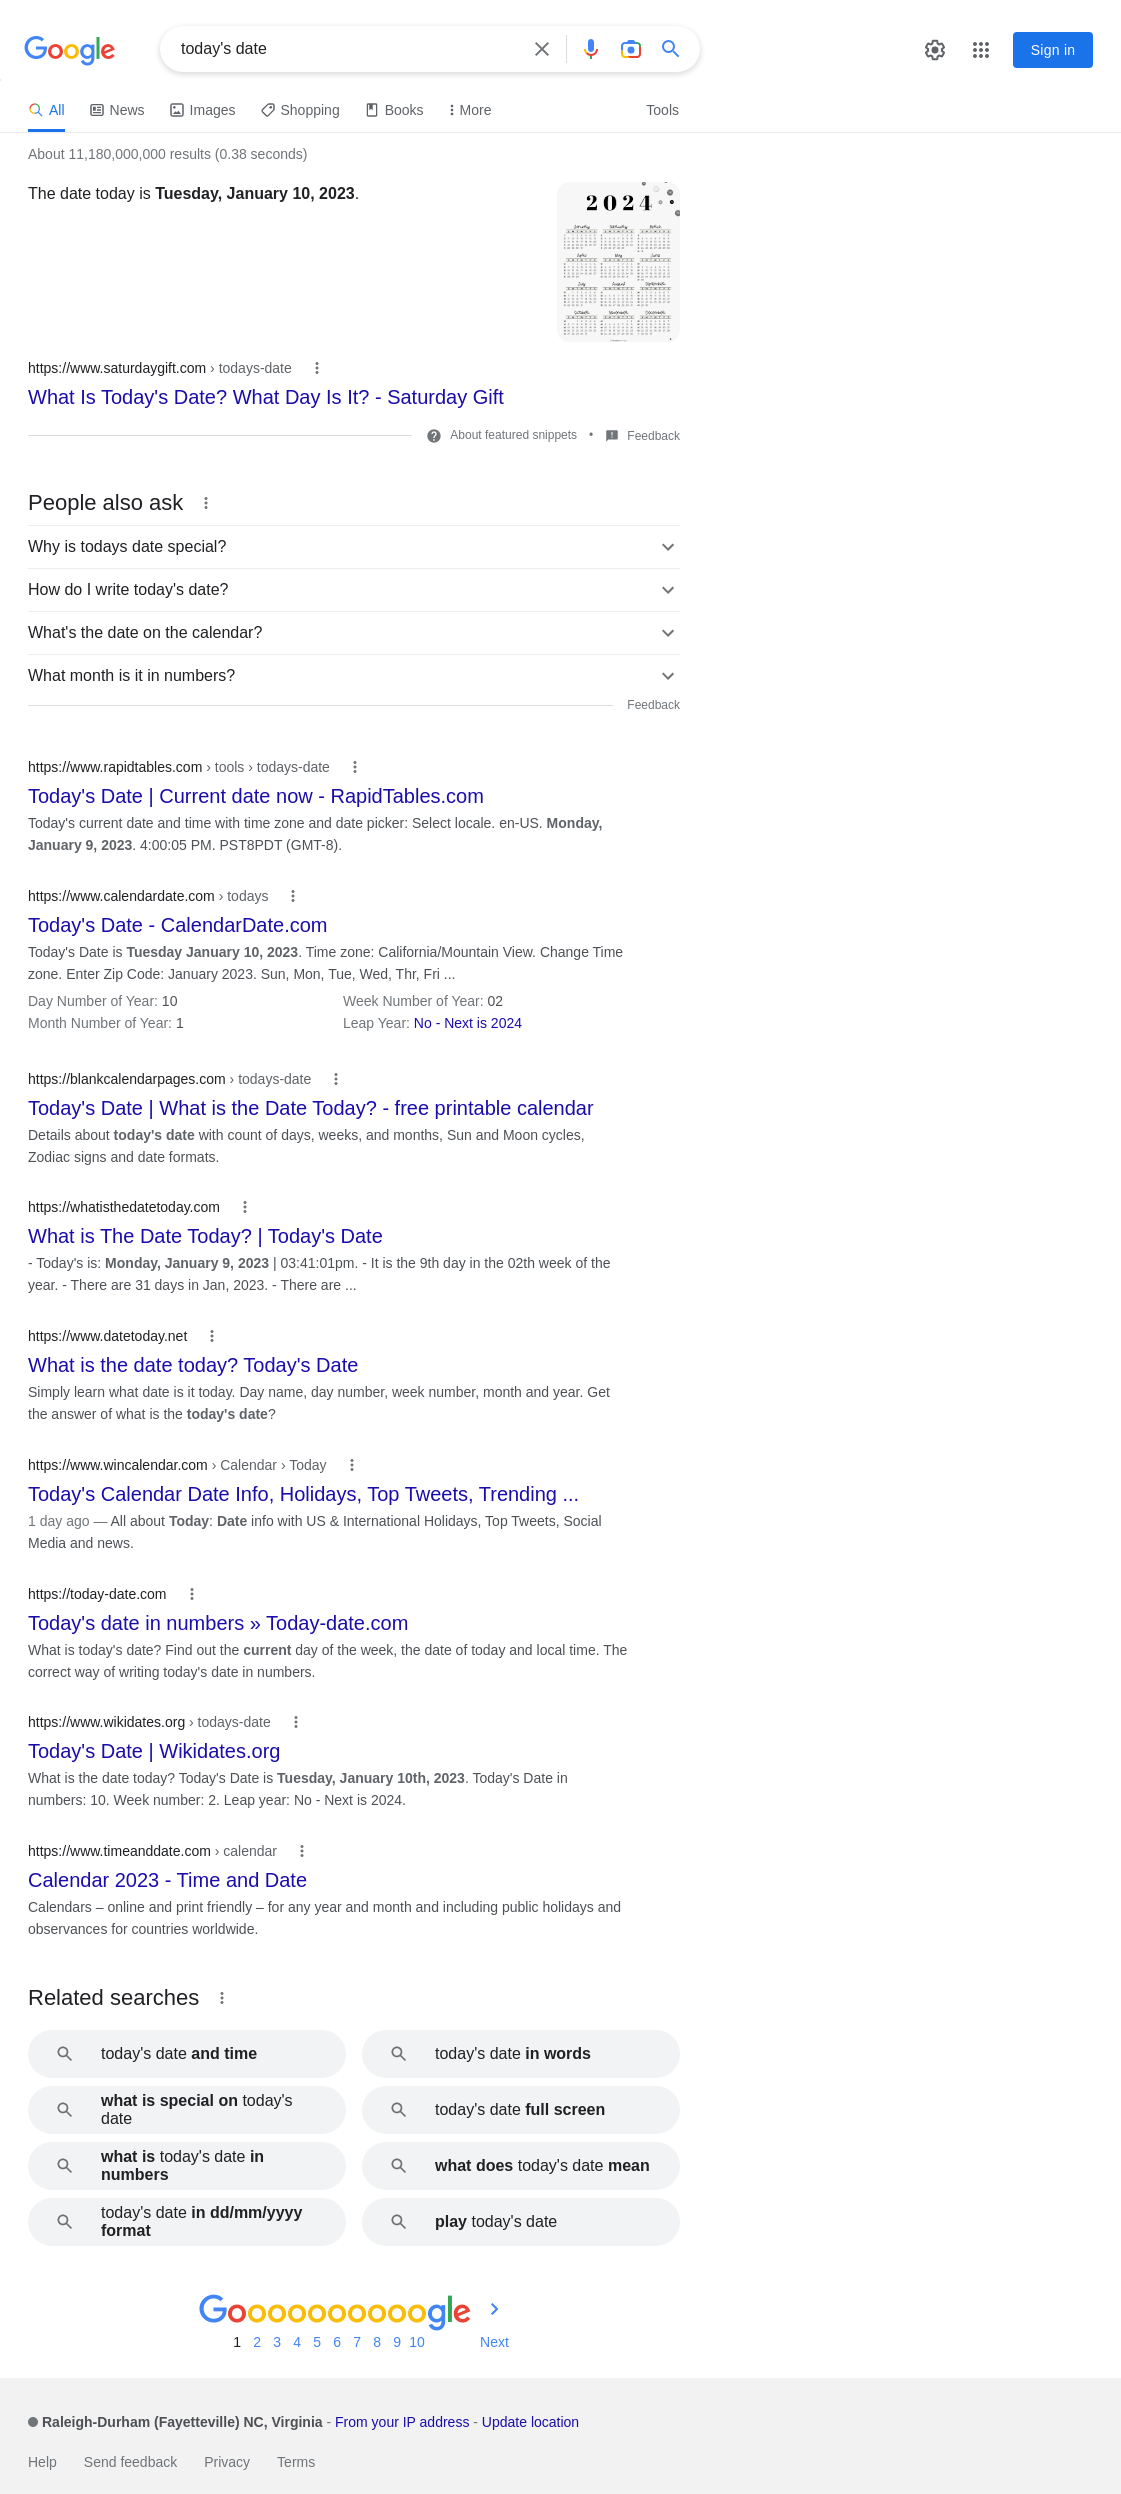 Google
today's date
Sign in
All News Images Shopping Books More Tools
About 11,180,000,000 results (0.38 seconds)
The date today is Tuesday, January 10, 2023.
2024
https://www.saturdaygift.com › todays-date
What Is Today's Date? What Day Is It? - Saturday Gift
About featured snippets • Feedback
People also ask
Why is todays date special?
How do I write today's date?
What's the date on the calendar?
What month is it in numbers?
Feedback
https://www.rapidtables.com › tools › todays-date
Today's Date | Current date now - RapidTables.com
Today's current date and time with time zone and date picker: Select locale. en-US. Monday,
January 9, 2023. 4:00:05 PM. PST8PDT (GMT-8).
https://www.calendardate.com › todays
Today's Date - CalendarDate.com
Today's Date is Tuesday January 10, 2023. Time zone: California/Mountain View. Change Time
zone. Enter Zip Code: January 2023. Sun, Mon, Tue, Wed, Thr, Fri ...
Day Number of Year: 10 Week Number of Year: 02
Month Number of Year: 1 Leap Year: No - Next is 2024
https://blankcalendarpages.com › todays-date
Today's Date | What is the Date Today? - free printable calendar
Details about today's date with count of days, weeks, and months, Sun and Moon cycles,
Zodiac signs and date formats.
https://whatisthedatetoday.com
What is The Date Today? | Today's Date
- Today's is: Monday, January 9, 2023 | 03:41:01pm. - It is the 9th day in the 02th week of the
year. - There are 31 days in Jan, 2023. - There are ...
https://www.datetoday.net
What is the date today? Today's Date
Simply learn what date is it today. Day name, day number, week number, month and year. Get
the answer of what is the today's date?
https://www.wincalendar.com › Calendar › Today
Today's Calendar Date Info, Holidays, Top Tweets, Trending ...
1 day ago — All about Today: Date info with US & International Holidays, Top Tweets, Social
Media and news.
https://today-date.com
Today's date in numbers » Today-date.com
What is today's date? Find out the current day of the week, the date of today and local time. The
correct way of writing today's date in numbers.
https://www.wikidates.org › todays-date
Today's Date | Wikidates.org
What is the date today? Today's Date is Tuesday, January 10th, 2023. Today's Date in
numbers: 10. Week number: 2. Leap year: No - Next is 2024.
https://www.timeanddate.com › calendar
Calendar 2023 - Time and Date
Calendars – online and print friendly – for any year and month and including public holidays and
observances for countries worldwide.
Related searches
today's date and time
today's date in words
what is special on today's
date
today's date full screen
what is today's date in
numbers
what does today's date mean
today's date in dd/mm/yyyy
format
play today's date
Goooooooooogle
1 2 3 4 5 6 7 8 9 10 Next
Raleigh-Durham (Fayetteville) NC, Virginia - From your IP address - Update location
Help Send feedback Privacy Terms